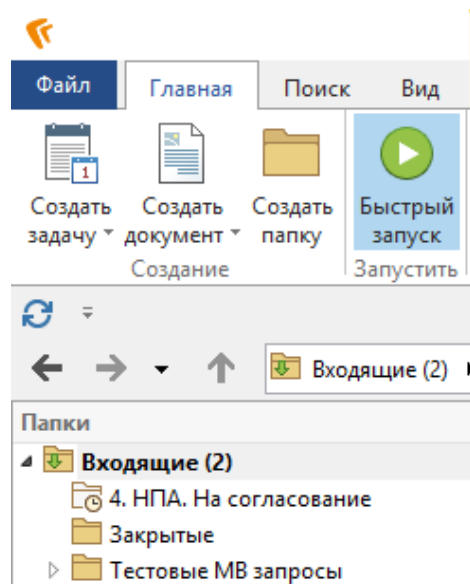 Файл Главная Поиск Вид
1
Создать Создать Создать Быстрый
задачу документ папку запуск
Создание Запустить
Входящие (2)
Папки
Входящие (2)
4. НПА. На согласование
Закрытые
Тестовые МВ запросы